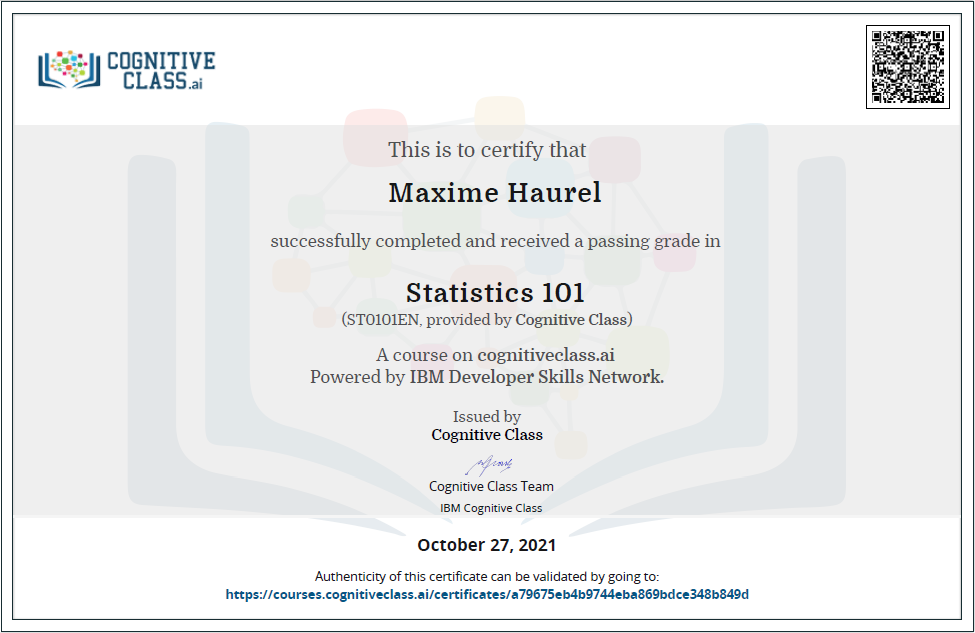 COGNITIVE
CLASS.ai
This is to certify that
Maxime Haurel
successfully completed and received a passing grade in
Statistics 101
(ST0101EN, provided by Cognitive Class)
A course on cognitiveclass.ai
Powered by IBM Developer Skills Network.
Issued by
Cognitive Class
Cognitive Class Team
IBM Cognitive Class
October 27, 2021
Authenticity of this certificate can be validated by going to:
https://courses.cognitiveclass.ai/certificates/a79675eb4b9744eba869bdce348b849d